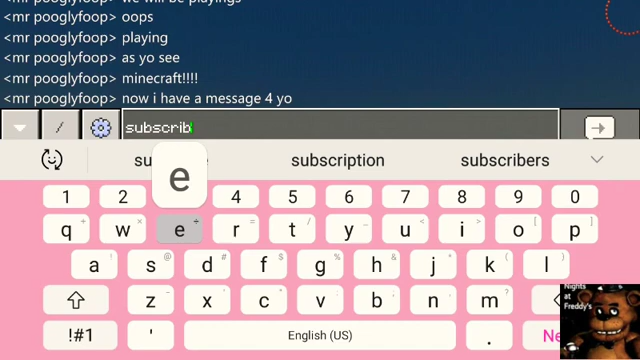 we will be playings
<mr pooglyfoop> oops
<mr pooglyfoop> playing
<mr pooglyfoop> as yo see
<mr pooglyfoop> minecraft!!!!
<mr pooglyfoop> now i have a message 4 yo
/ subscrib
subscription subscribers
e
1 2 4 5 6 7 8 9 0
q w e r t y u i o p
a s d f g h j k l
z x c v b n m
Nights
at
Freddy's
!#1 ' English (US) .